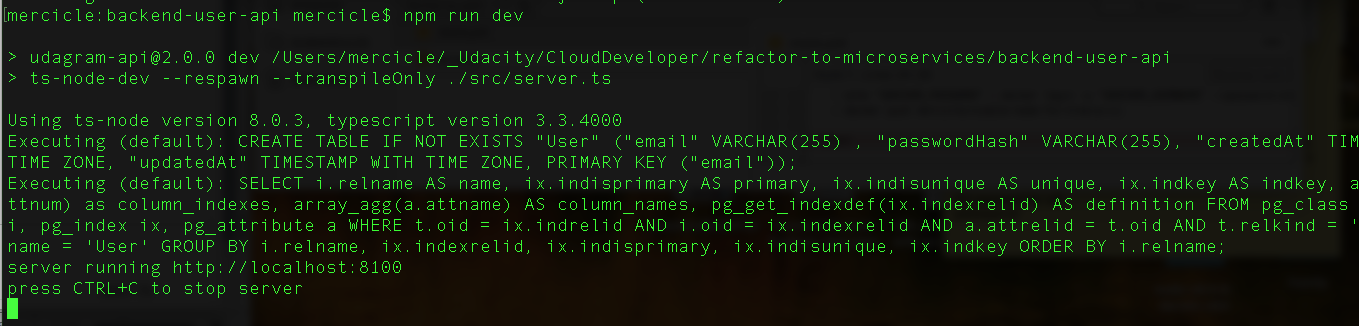 [mercicle:backend-user-api mercicle$ npm run dev
> udagram-api@2.0.0 dev /Users/mercicle/_Udacity/CloudDeveloper/refactor-to-microservices/backend-user-api
> ts-node-dev --respawn --transpileOnly ./src/server.ts
Using ts-node version 8.0.3, typescript version 3.3.4000
Executing (default): CREATE TABLE IF NOT EXISTS "User" ("email" VARCHAR(255) , "passwordHash" VARCHAR(255), "createdAt" TIM
TIME ZONE, "updatedAt" TIMESTAMP WITH TIME ZONE, PRIMARY KEY ("email"));
Executing (default): SELECT i.relname AS name, ix.indisprimary AS primary, ix.indisunique AS unique, ix.indkey AS indkey, a
ttnum) as column_indexes, array_agg(a.attname) AS column_names, pg_get_indexdef(ix.indexrelid) AS definition FROM pg_class
i, pg_index ix, pg_attribute a WHERE t.oid = ix.indrelid AND i.oid = ix.indexrelid AND a.attrelid = t.oid AND t.relkind = '
name = 'User' GROUP BY i.relname, ix.indexrelid, ix.indisprimary, ix.indisunique, ix.indkey ORDER BY i.relname;
server running http://localhost:8100
press CTRL+C to stop server